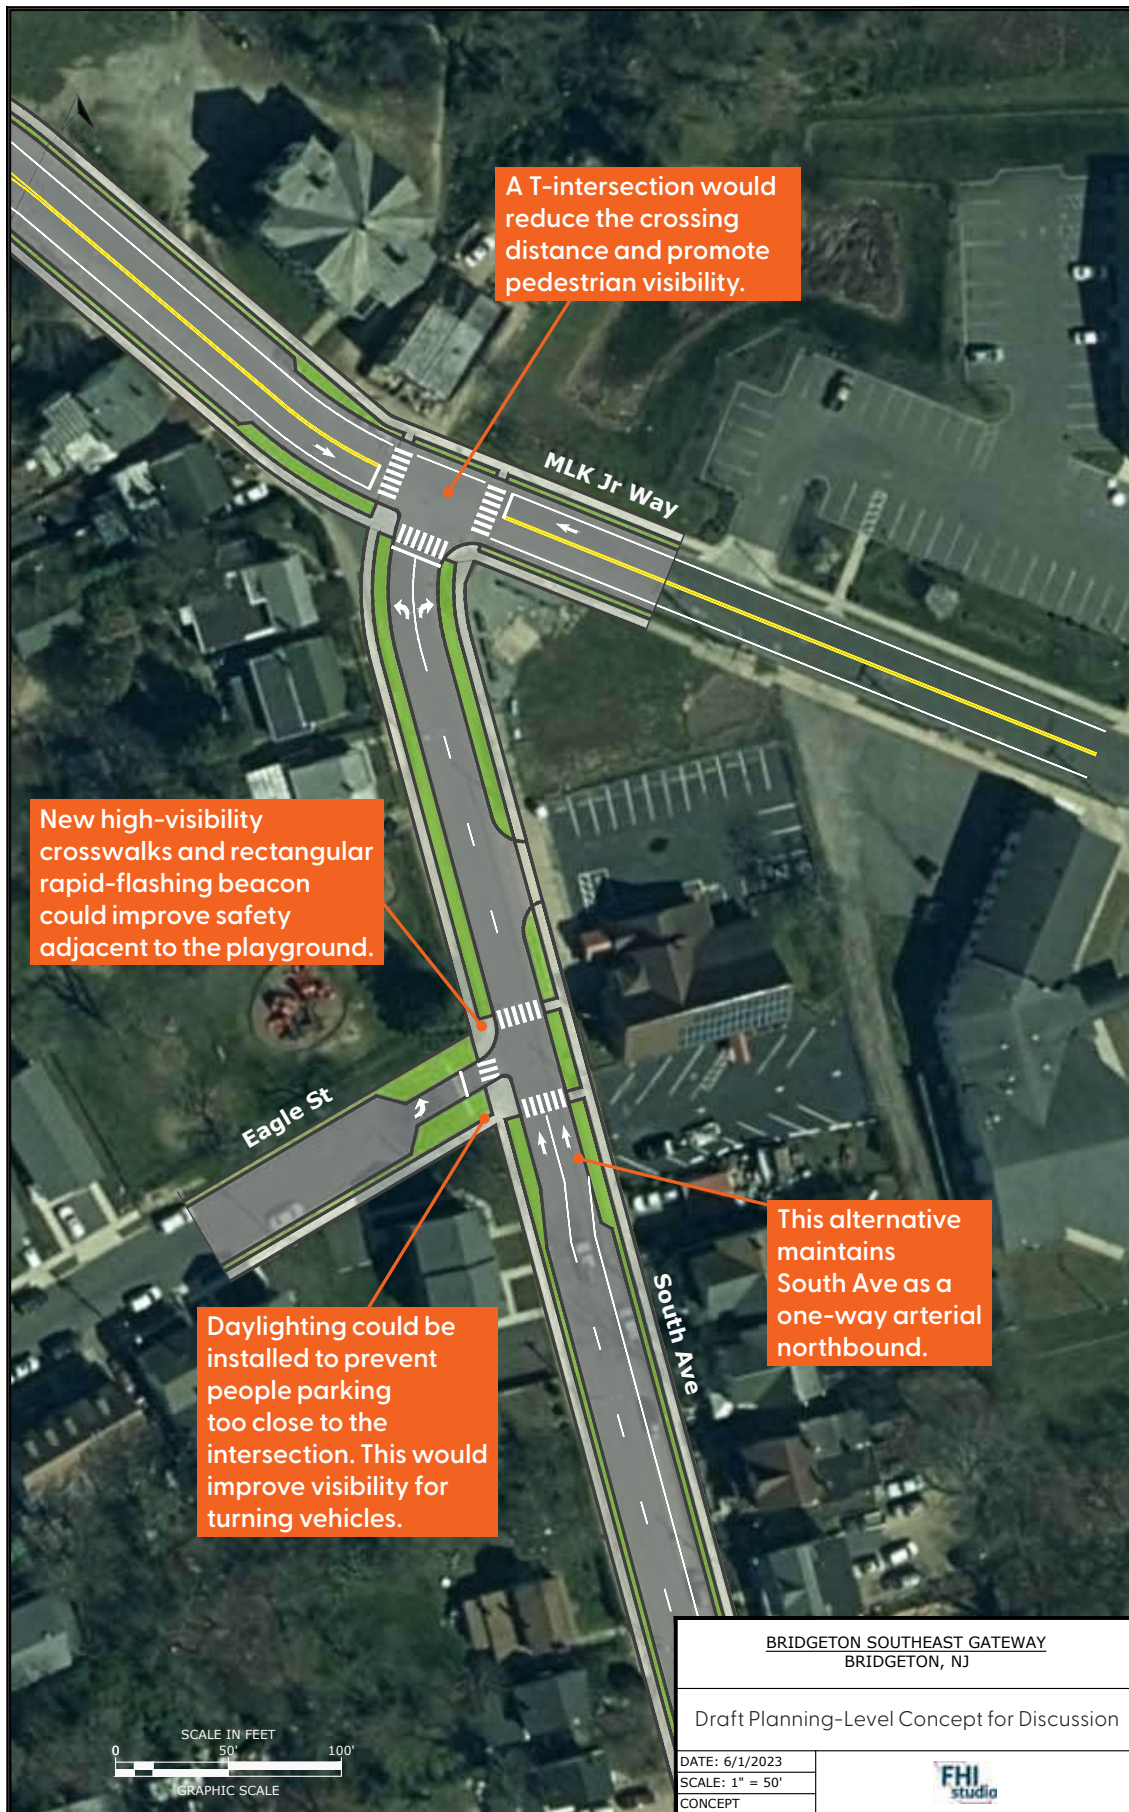 A T-intersection would
reduce the crossing
distance and promote
pedestrian visibility.
MLK Jr Way
New high-visibility
crosswalks and rectangular
rapid-flashing beacon
could improve safety
adjacent to the playground.
Eagle St
This alternative
maintains
South Ave as a
one-way arterial
northbound.
South Ave
Daylighting could be
installed to prevent
people parking
too close to the
intersection. This would
improve visibility for
turning vehicles.
BRIDGETON SOUTHEAST GATEWAY
BRIDGETON, NJ
Draft Planning-Level Concept for Discussion
DATE: 6/1/2023
SCALE: 1" = 50'
CONCEPT
FHI
studio
SCALE IN FEET
0 50' 100'
GRAPHIC SCALE